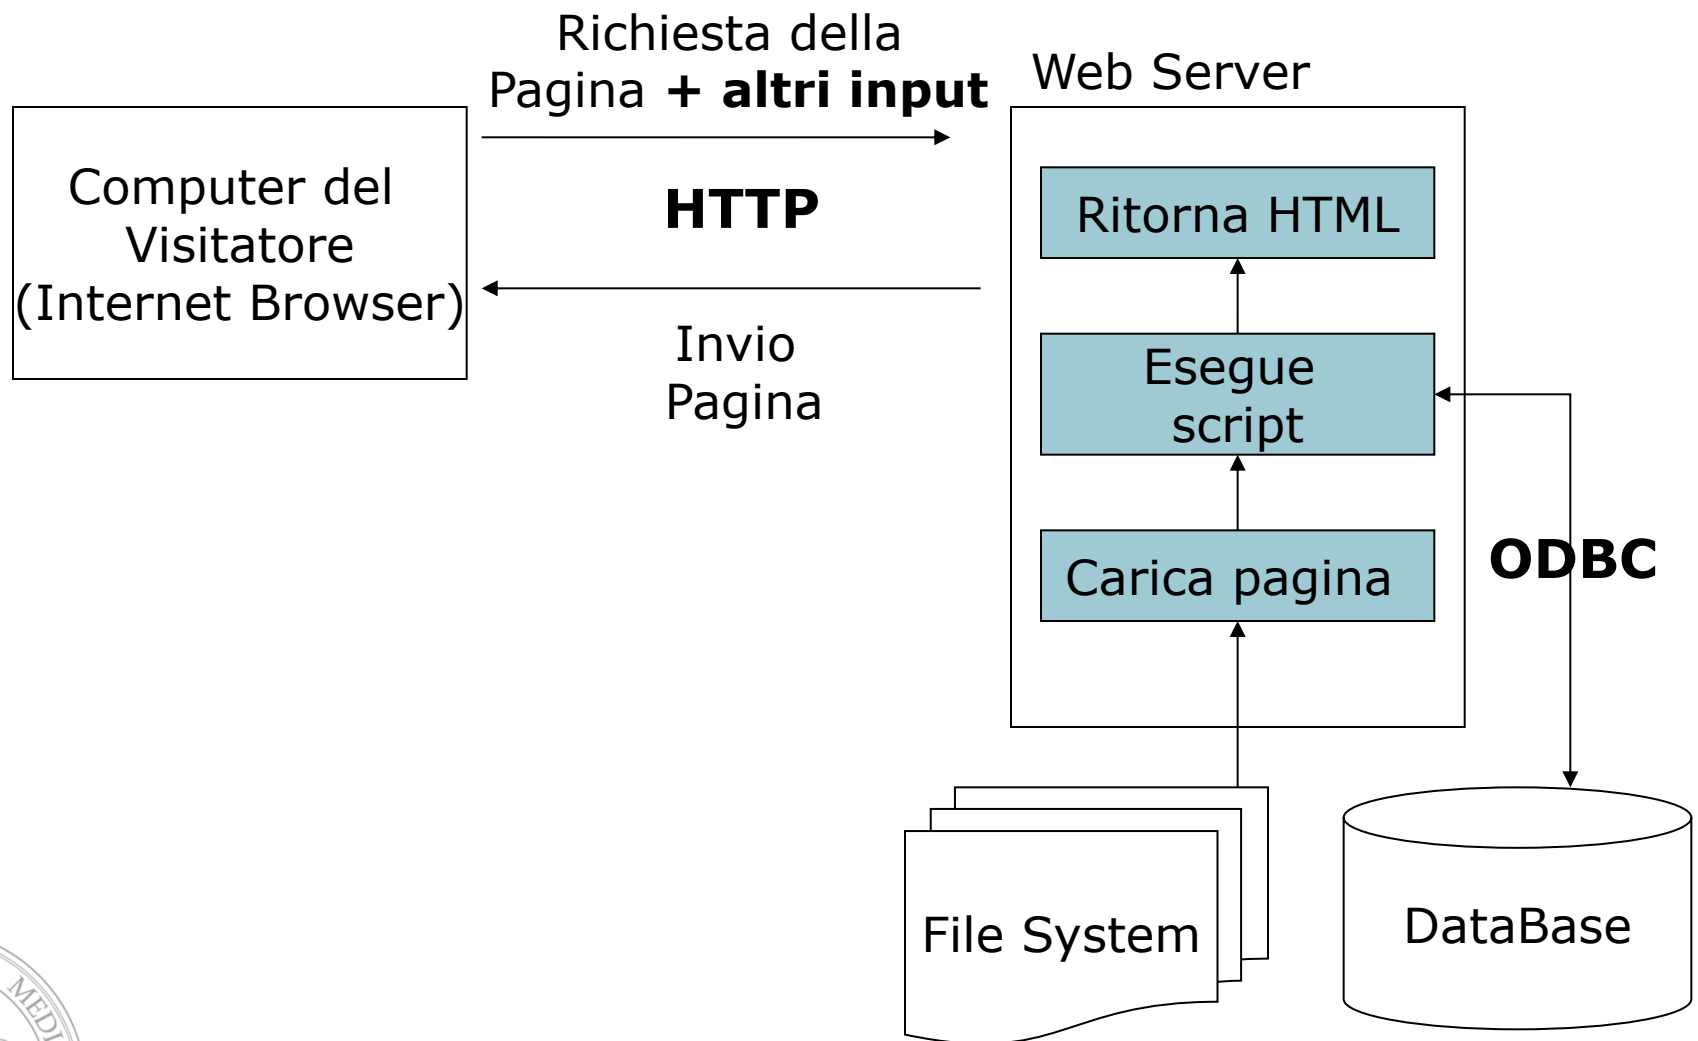 Richiesta della
Pagina + altri input
Web Server
Computer del
Visitatore
(Internet Browser)
HTTP
Invio
Pagina
Ritorna HTML
Esegue
script
Carica pagina
ODBC
File System
DataBase